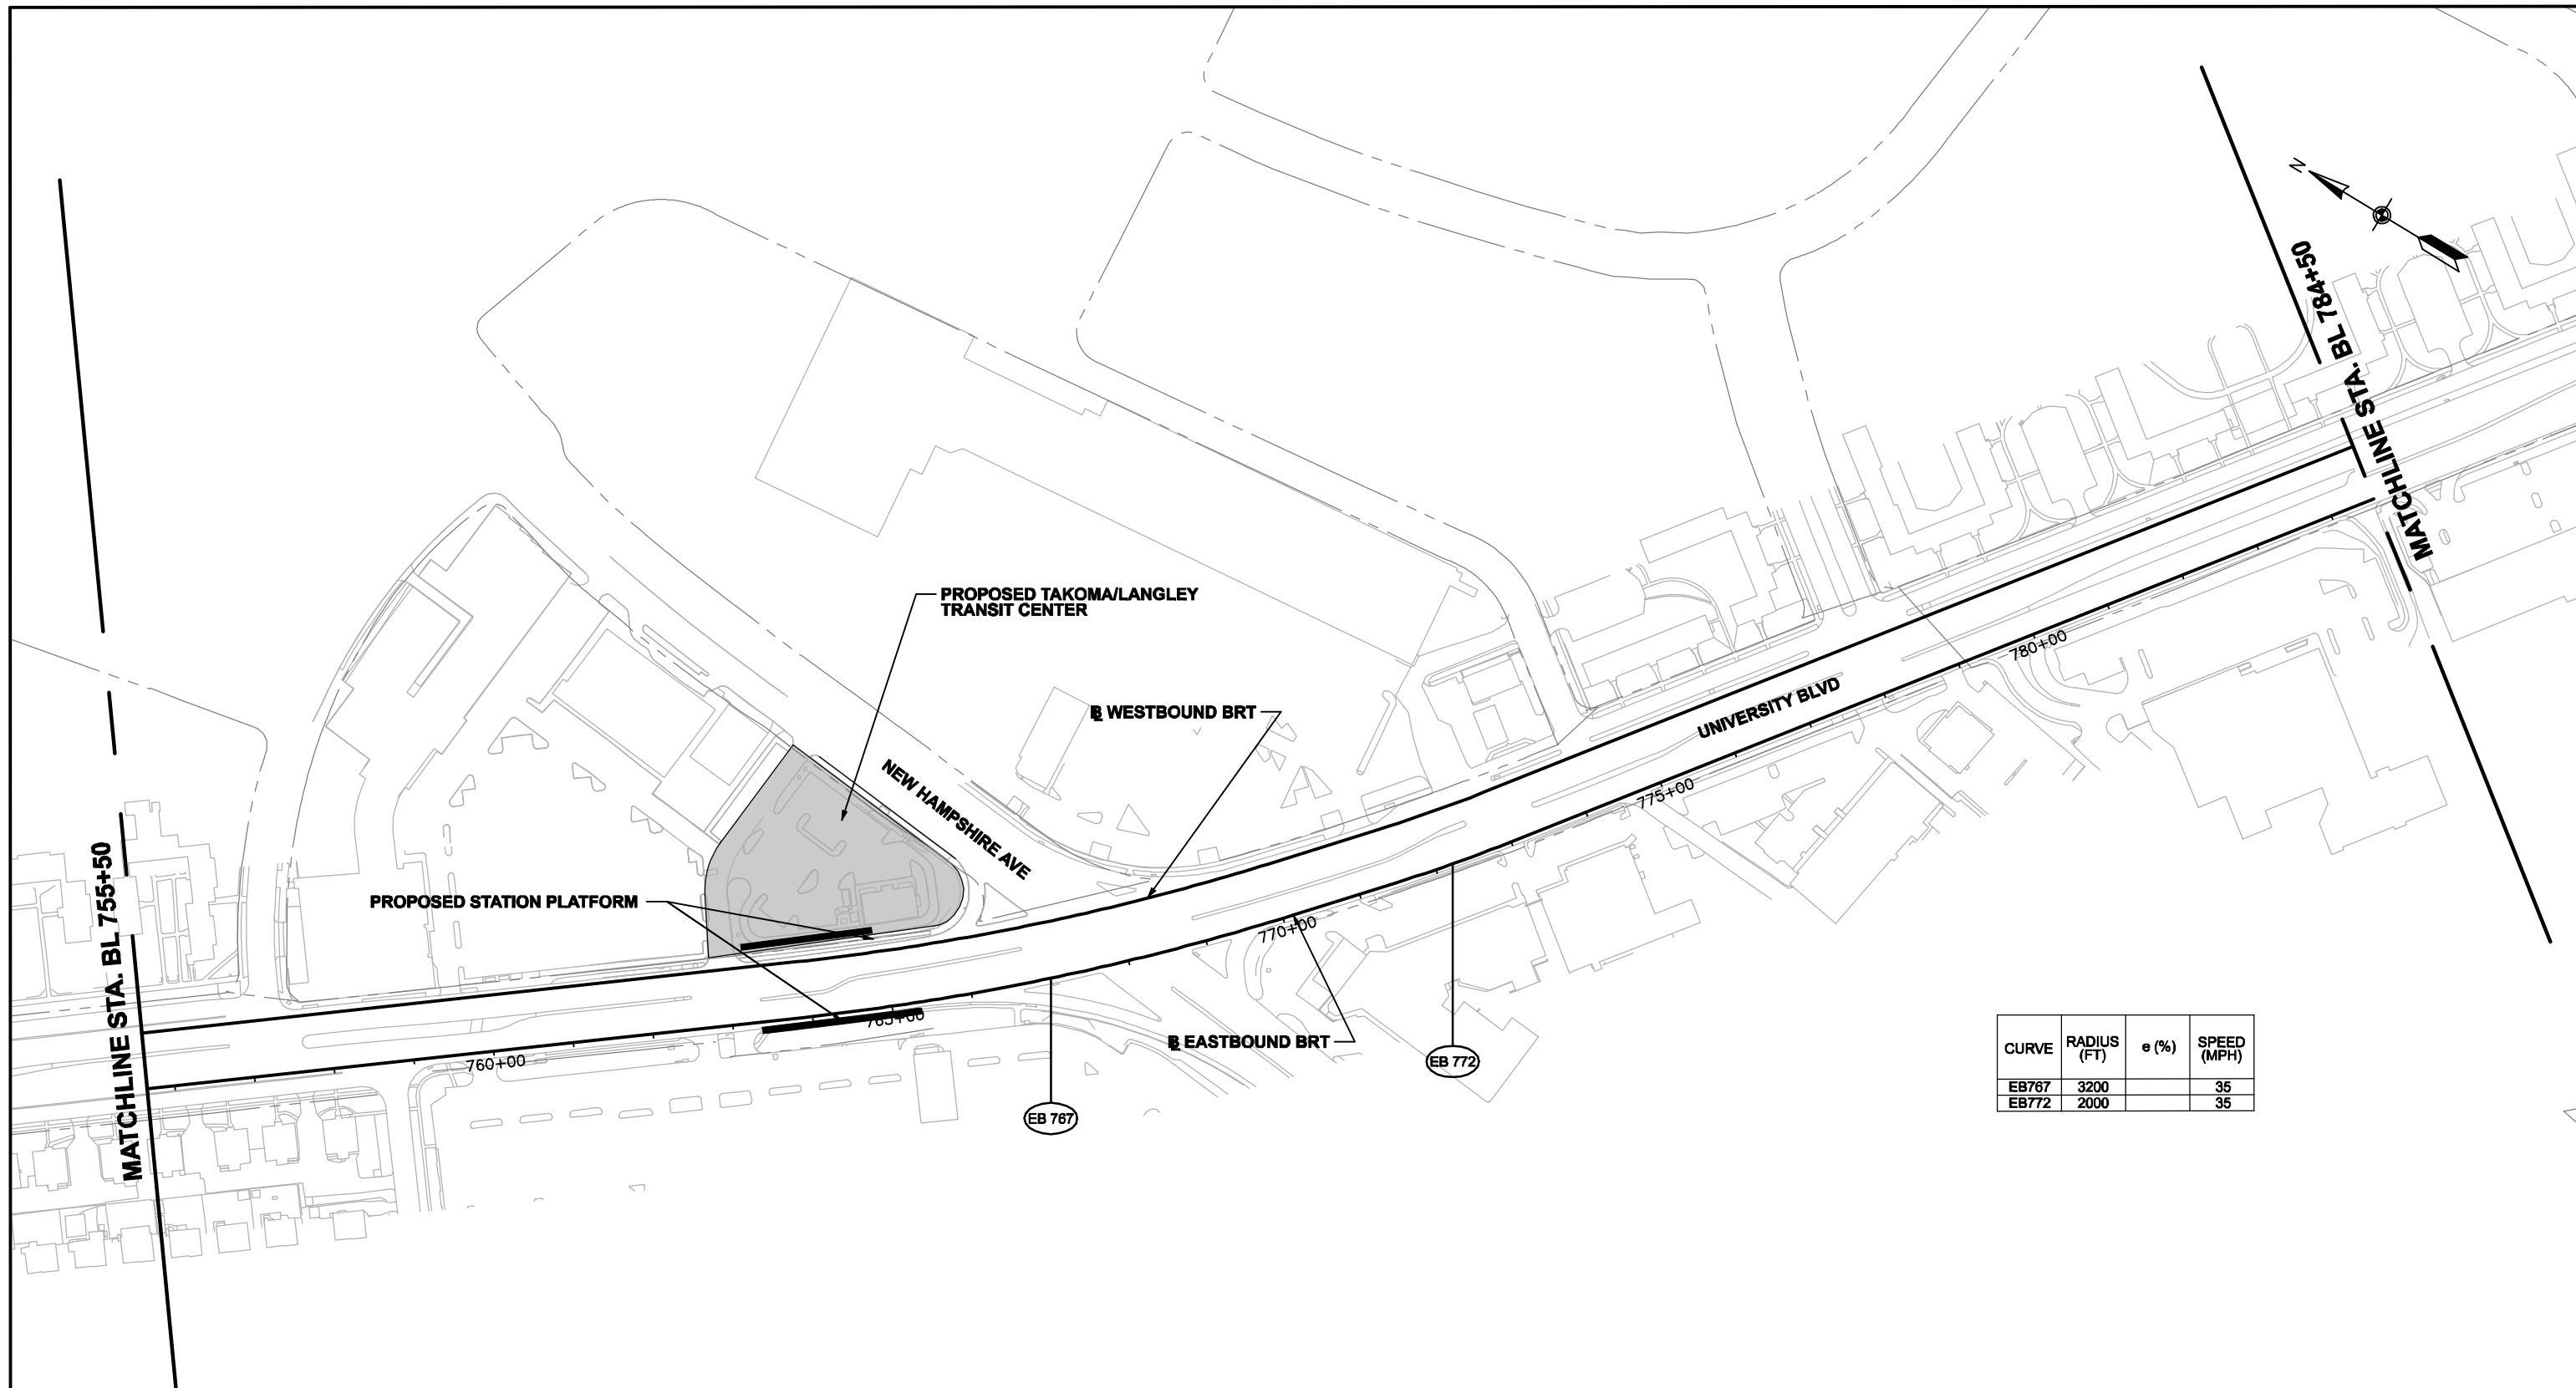 N
MATCHLINE STA. BL 784+50
PROPOSED TAKOMA/LANGLEY
TRANSIT CENTER
BL WESTBOUND BRT
UNIVERSITY BLVD
780+00
775+00
NEW HAMPSHIRE AVE
PROPOSED STATION PLATFORM
770+00
MATCHLINE STA. BL 755+50
765+00
760+00
BL EASTBOUND BRT
EB 772
EB 767
CURVE RADIUS (FT) e (%) SPEED (MPH)
EB767 3200 35
EB772 2000 35